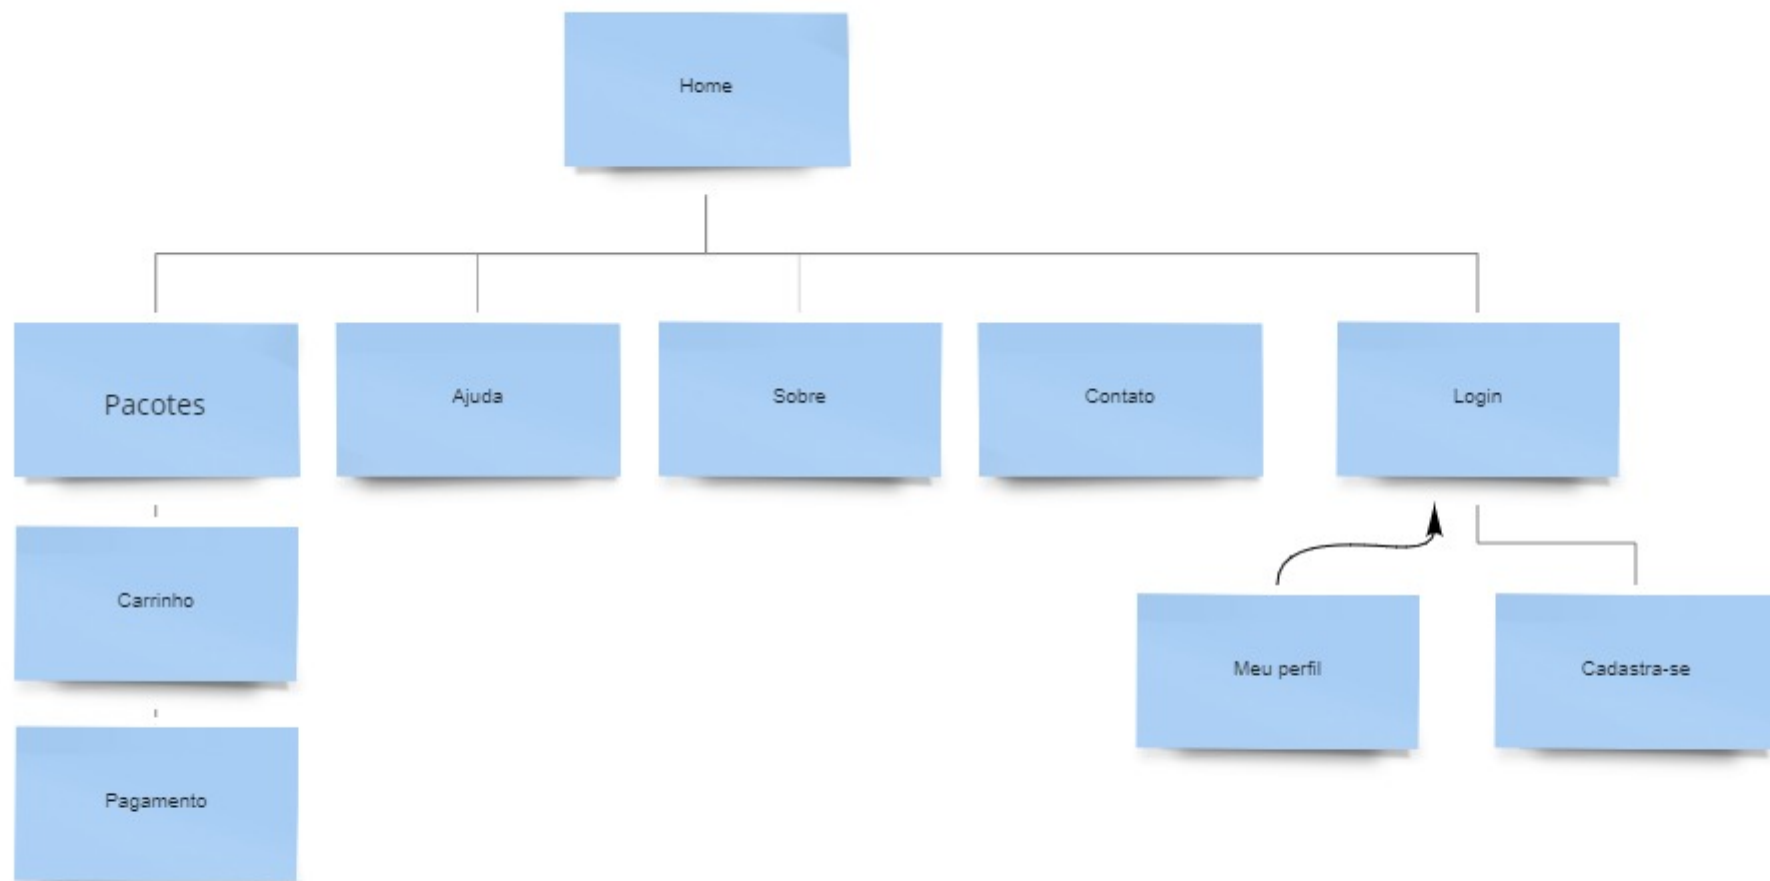 Home
Pacotes
Ajuda
Sobre
Contato
Login
Carrinho
Meu perfil
Cadastra-se
Pagamento